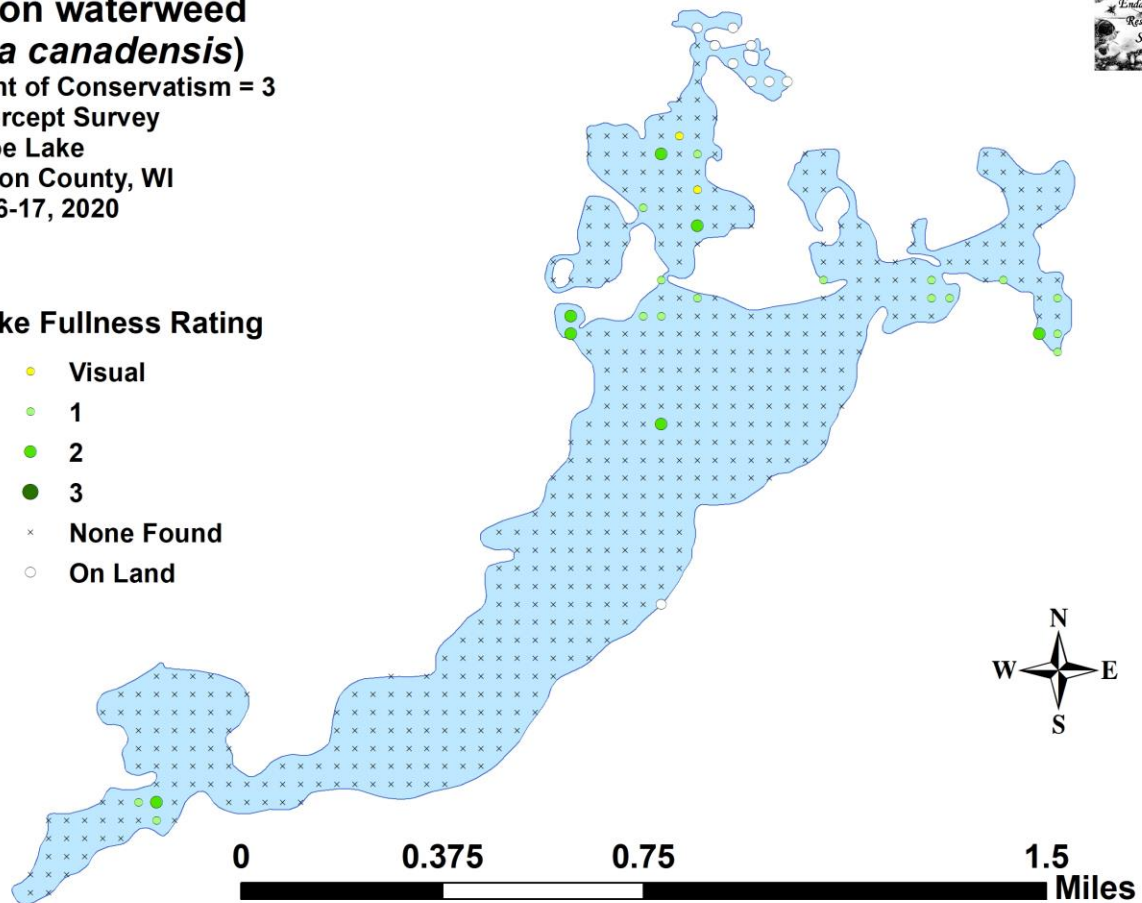 on waterweed
a canadensis)
nt of Conservatism = 3
rcept Survey
e Lake
on County, WI
6-17, 2020
ke Fullness Rating
Visual
1
2
3
None Found
On Land
N
W E
S
0 0.375 0.75 1.5
Miles